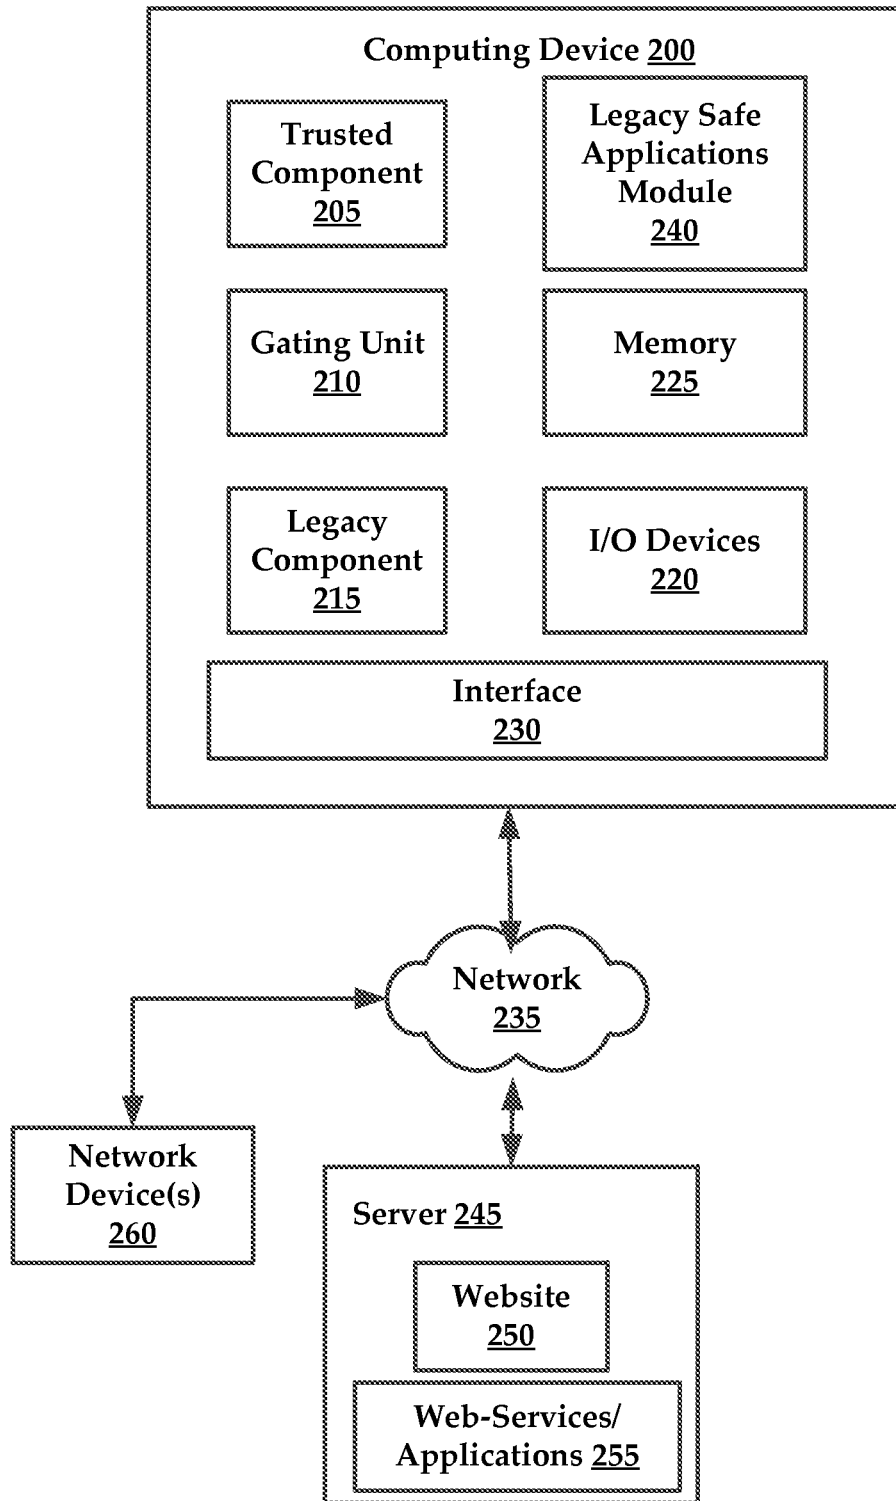 Computing Device 200
Trusted
Component
205
Legacy Safe
Applications
Module
240
Gating Unit
210
Memory
225
Legacy
Component
215
I/O Devices
220
Interface
230
Network
235
Network
Device(s)
260
Server 245
Website
250
Web-Services/
Applications 255